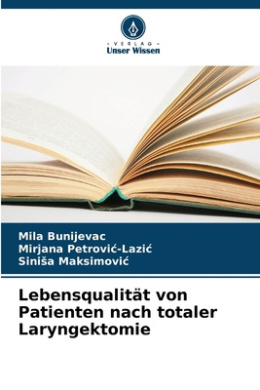 VERLAG
Unser Wissen
Mila Bunijevac
Mirjana Petrović-Lazić
Siniša Maksimović
Lebensqualität von
Patienten nach totaler
Laryngektomie